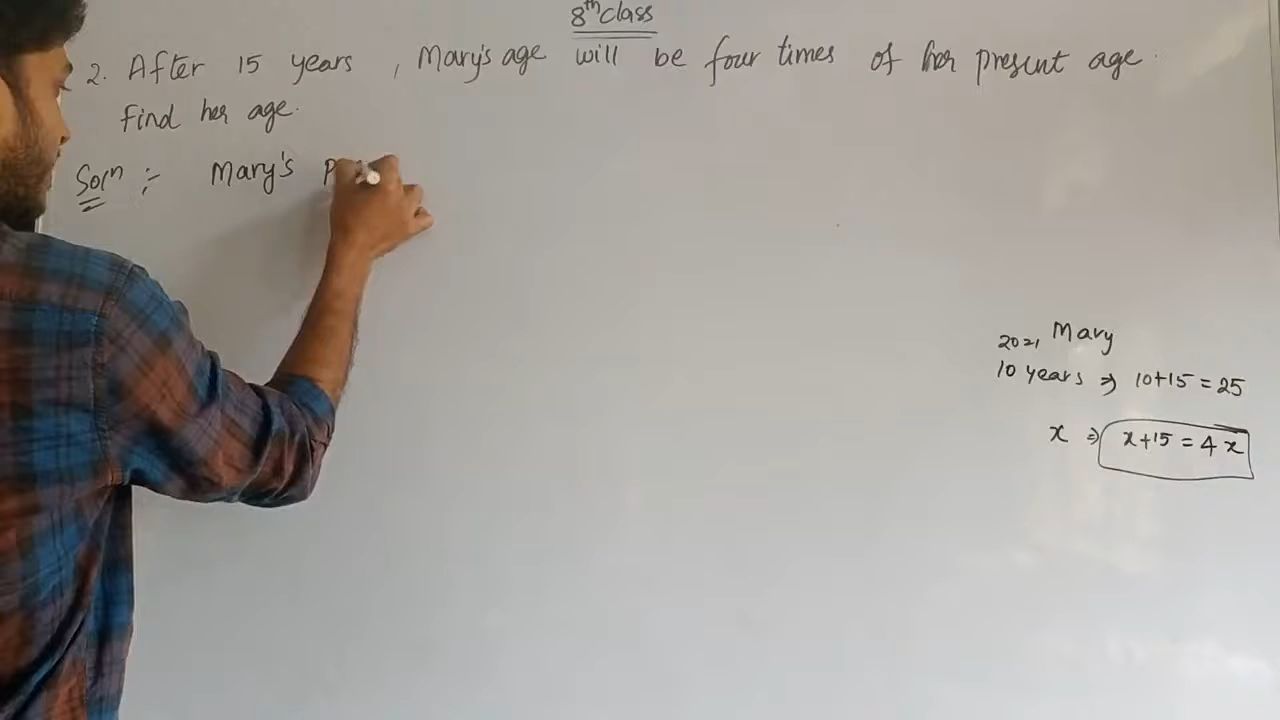 8th class
2. After 15 years , Mary's age will be four times of her present age.
Find her age.
Soln :- Mary's P
2021, Mary
10 years ⇒ 10+15 = 25
x ⇒ x+15 = 4x